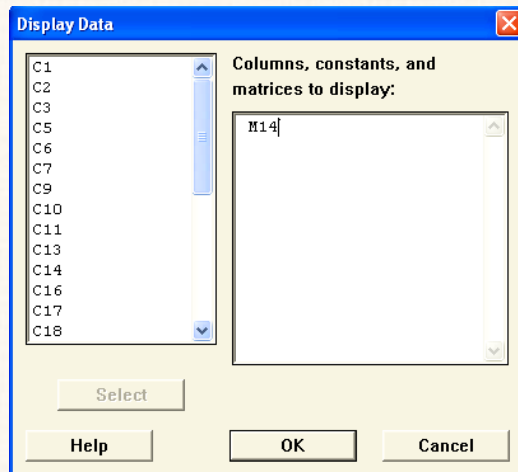 Display Data
C1
C2
C3
C5
C6
C7
C9
C10
C11
C13
C14
C16
C17
C18
Columns, constants, and
matrices to display:
M14
Select
Help
OK
Cancel